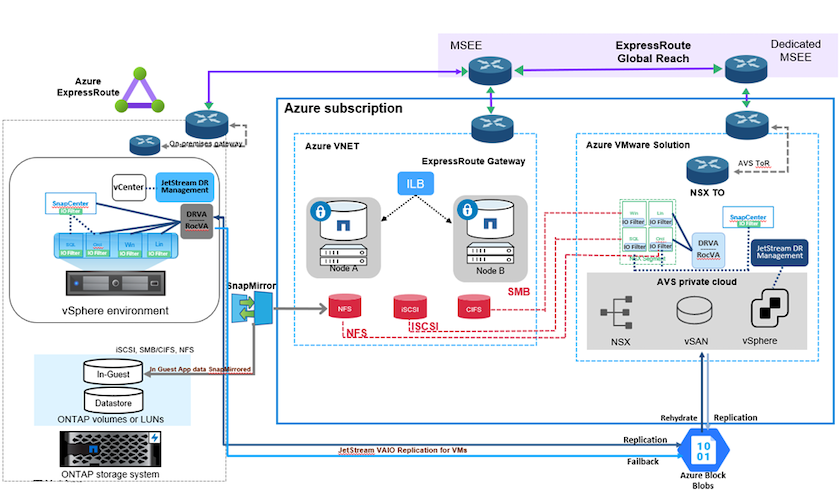 MSEE
ExpressRoute
Global Reach
Dedicated
MSEE
Azure
ExpressRoute
Azure subscription
On-premises gateway
Azure VNET
ExpressRoute Gateway
Azure VMware Solution
AVS ToR
NSX TO
ILB
vCenter
JetStream DR
Management
SnapCenter
IO Filter
DRVA
RocVA
SQL
IO Filter
IO Filter
Win
IO Filter
Lin
IO Filter
vSphere environment
Node A
Node B
Win
IO Filter
Lin
IO Filter
SQL
IO Filter
IO Filter
DRVA
RocVA
SnapCenter
IO Filter
JetStream DR
Management
SnapMirror
NFS
iSCSI
CIFS
SMB
ISCSI
NFS
AVS private cloud
NSX
vSAN
vSphere
iSCSI, SMB/CIFS, NFS
In Guest App data SnapMirrored
In-Guest
Datastore
ONTAP volumes or LUNs
ONTAP storage system
Rehydrate
Replication
Replication
JetStream VAIO Replication for VMs
Failback
10
01
Azure Block
Blobs